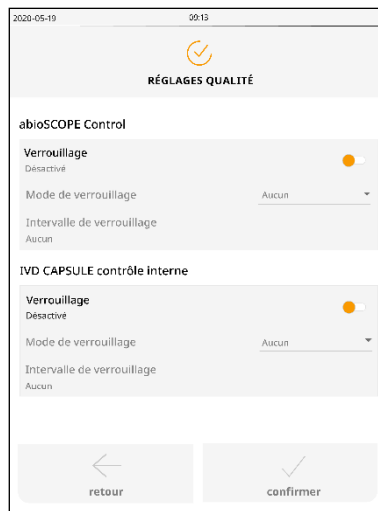 2020-05-19 09:13
RÉGLAGES QUALITÉ
abioSCOPE Control
Verrouillage
Désactivé
Mode de verrouillage Aucun
Intervalle de verrouillage
Aucun
IVD CAPSULE contrôle interne
Verrouillage
Désactivé
Mode de verrouillage Aucun
Intervalle de verrouillage
Aucun
retour confirmer